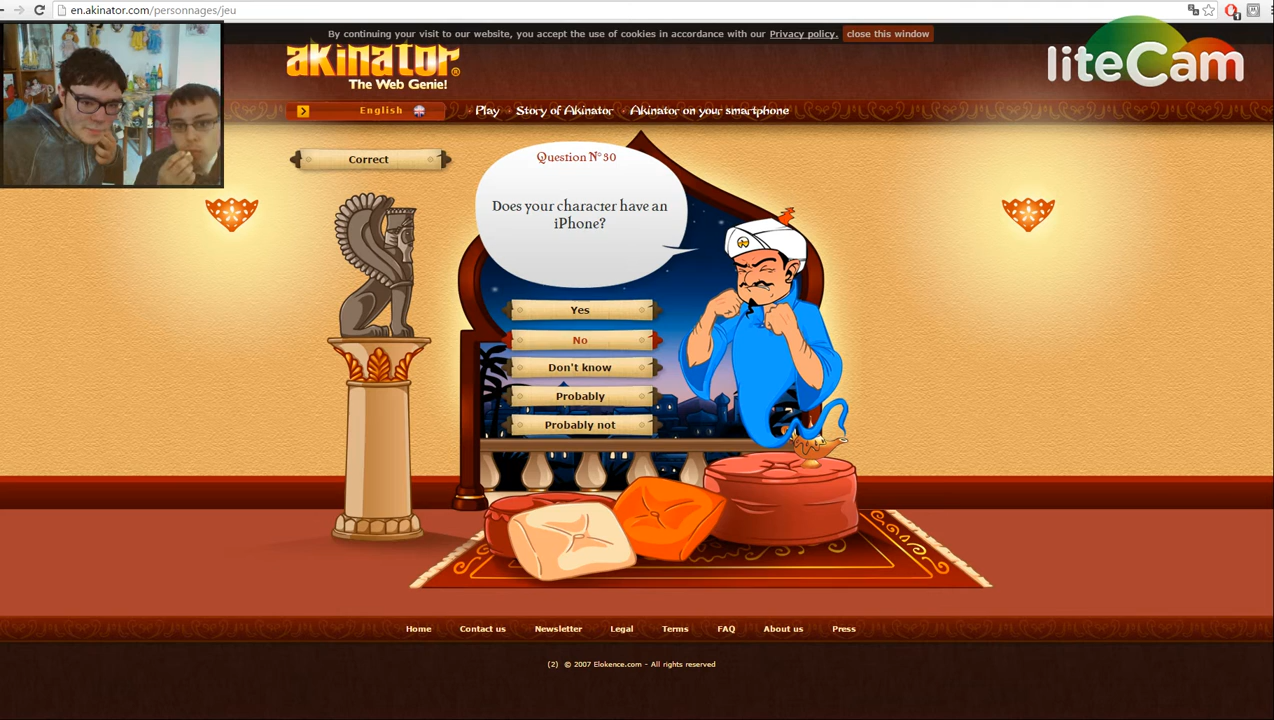 en.akinator.com/personnages/jeu
By continuing your visit to our website, you accept the use of cookies in accordance with our Privacy policy. close this window
akinator®
The Web Genie!
liteCam
English
Play
Story of Akinator
Akinator on your smartphone
Correct
Question N°30
Does your character have an
iPhone?
Yes
No
Don't know
Probably
Probably not
Home Contact us Newsletter Legal Terms FAQ About us Press
(2) © 2007 Elokence.com - All rights reserved